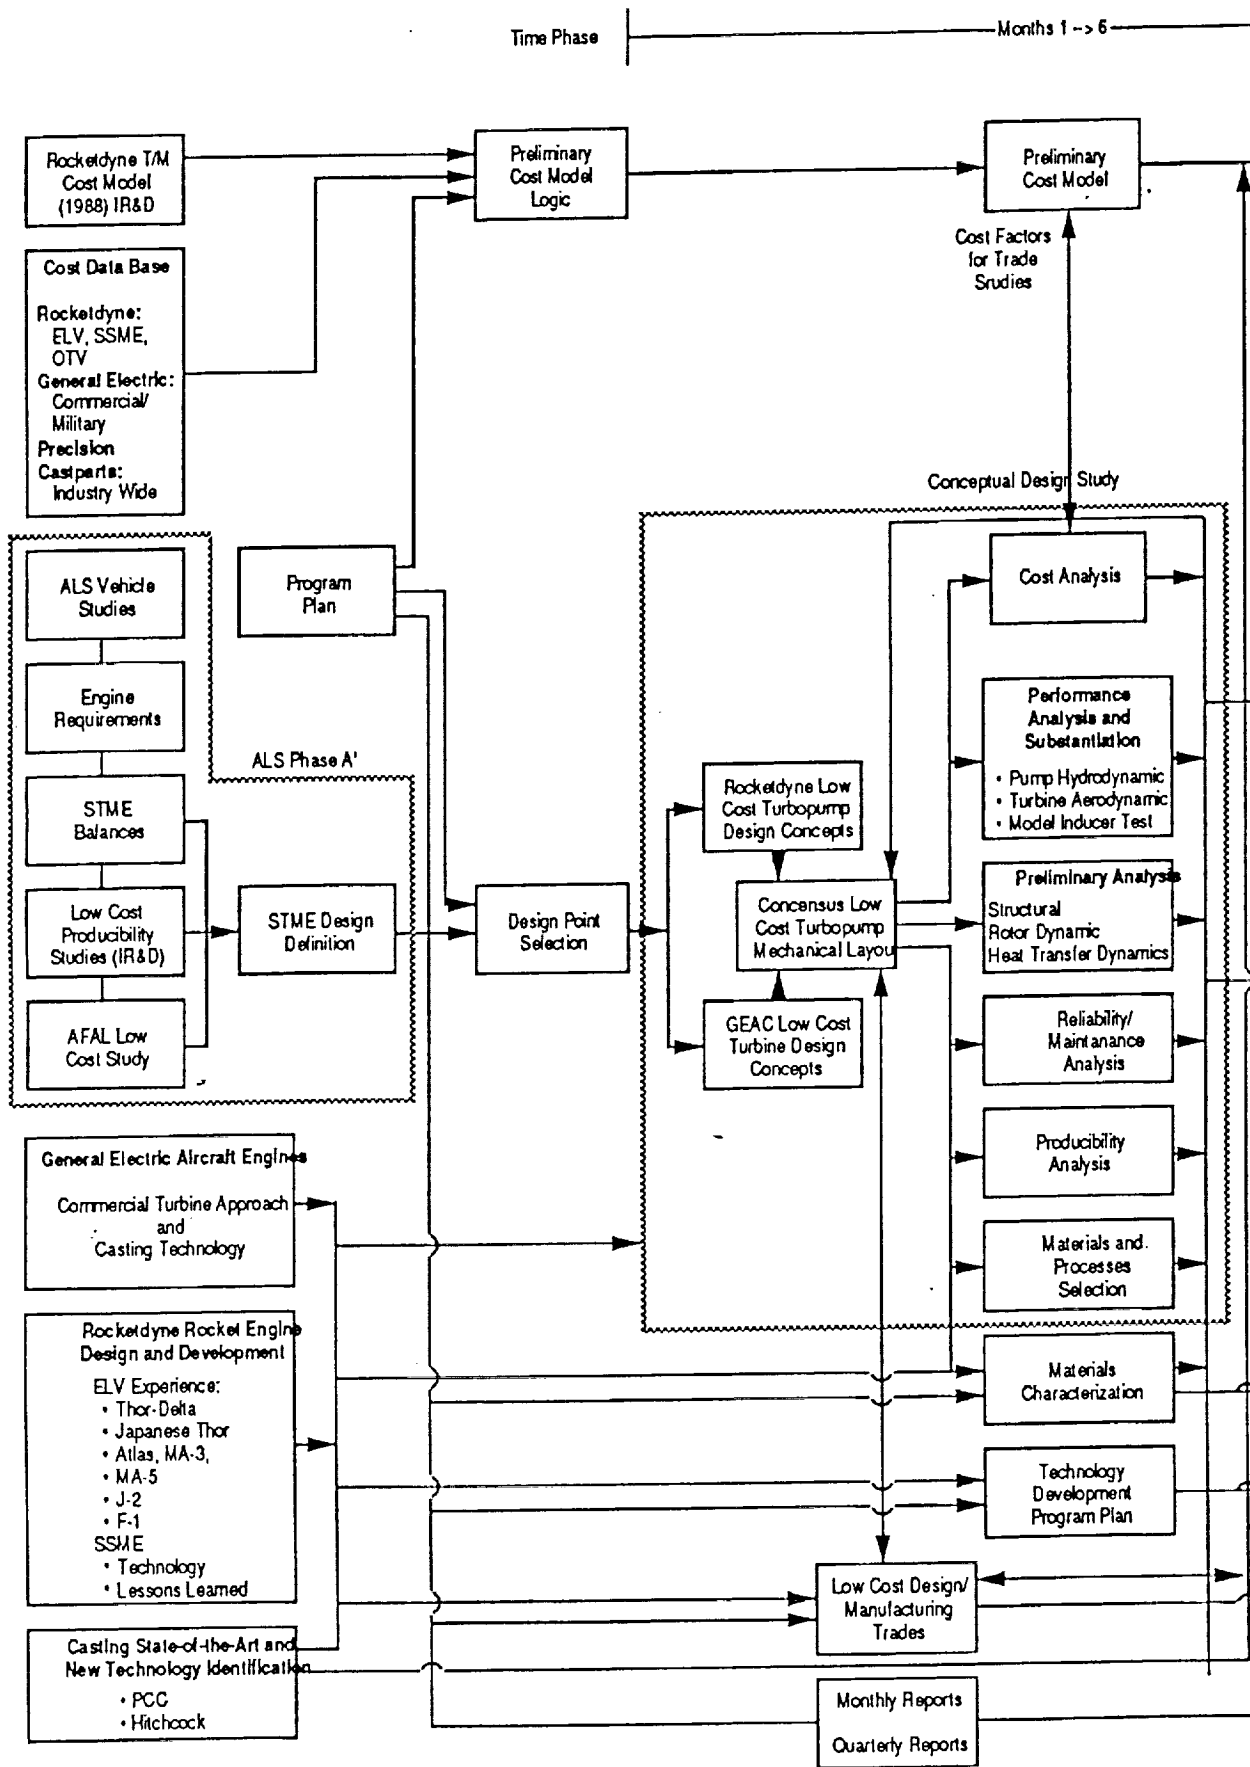 Time Phase
Months 1 --> 6
Rocketdyne T/M
Cost Model
(1988) IR&D
Preliminary
Cost Model
Logic
Preliminary
Cost Model
Cost Factors
for Trade
Srudies
Cost Data Base
Rocketdyne:
ELV, SSME,
OTV
General Electric:
Commercial/
Military
Precision
Castparts:
Industry Wide
Conceptual Design Study
ALS Vehicle
Studies
Program
Plan
Cost Analysis
Engine
Requirements
Performance
Analysis and
Substantiation
• Pump Hydrodynamic
• Turbine Aerodynamic
• Model Inducer Test
ALS Phase A'
STME
Balances
Rocketdyne Low
Cost Turbopump
Design Concepts
Low Cost
Producibility
Studies (IR&D)
STME Design
Definition
Design Point
Selection
Concensus Low
Cost Turbopump
Mechanical Layou
Preliminary Analysis
Structural
Rotor Dynamic
Heat Transfer Dynamics
AFAL Low
Cost Study
GEAC Low Cost
Turbine Design
Concepts
Reliability/
Maintanance
Analysis
General Electric Aircraft Engines
Commercial Turbine Approach
and
Casting Technology
Producibility
Analysis
Materials and
Processes
Selection
Rocketdyne Rocket Engine
Design and Development
ELV Experience:
• Thor-Delta
• Japanese Thor
• Atlas, MA-3,
• MA-5
• J-2
• F-1
SSME
• Technology
• Lessons Learned
Materials
Characterization
Technology
Development
Program Plan
Low Cost Design/
Manufacturing
Trades
Casting State-of-the-Art and
New Technology Identification
• PCC
• Hitchcock
Monthly Reports
Quarterly Reports